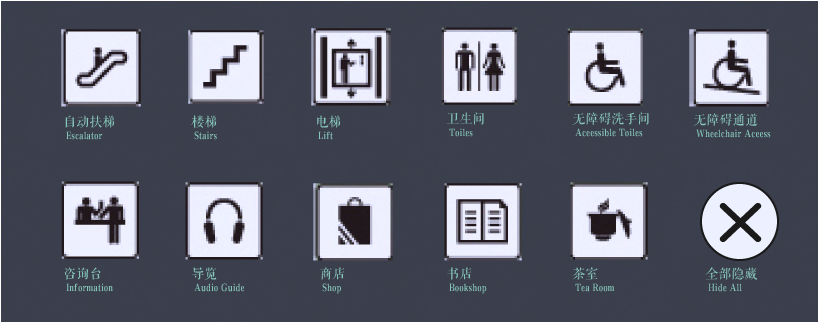 自动扶梯
Escalator
楼梯
Stairs
电梯
Lift
卫生间
Toiles
无障碍洗手间
Aceessible Toiles
无障碍通道
Wheelchair Aceess
咨询台
Information
导览
Audio Guide
商店
Shop
书店
Bookshop
茶室
Tea Room
全部隐藏
Hide All